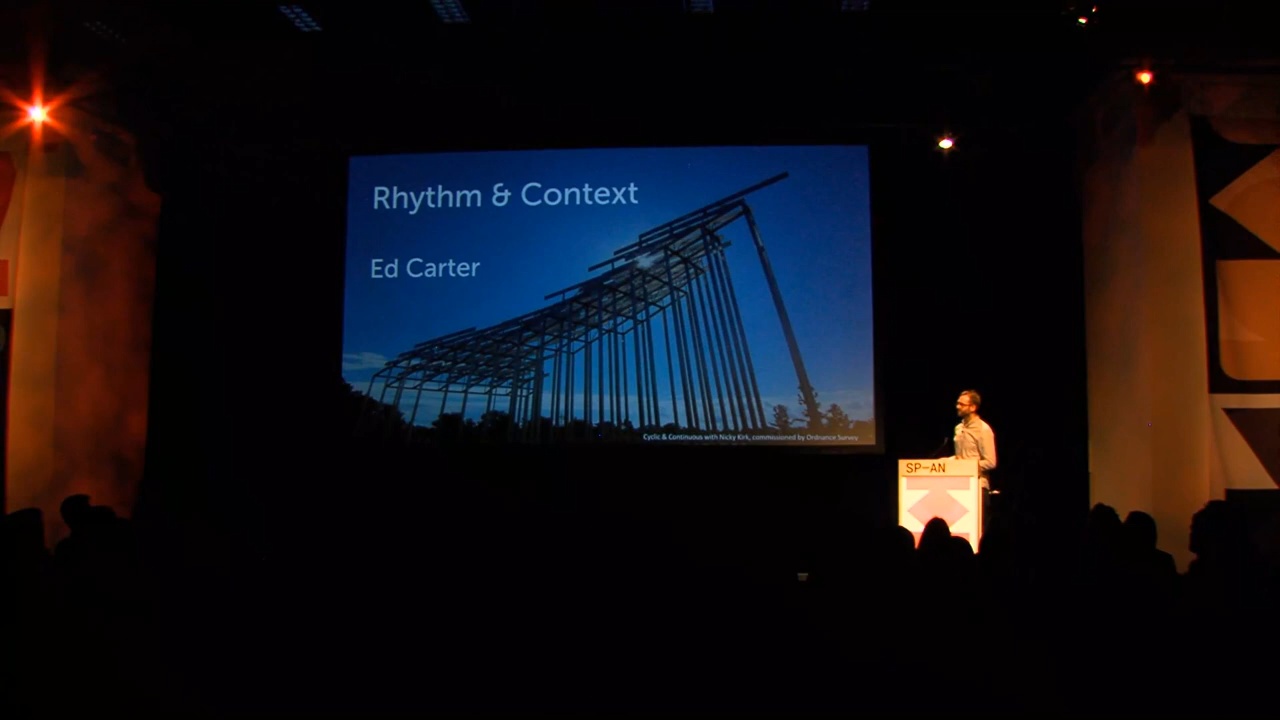 Rhythm & Context
Ed Carter
Cyclic & Continuous with Nicky Kirk, commissioned by Ordnance Survey
SP—AN